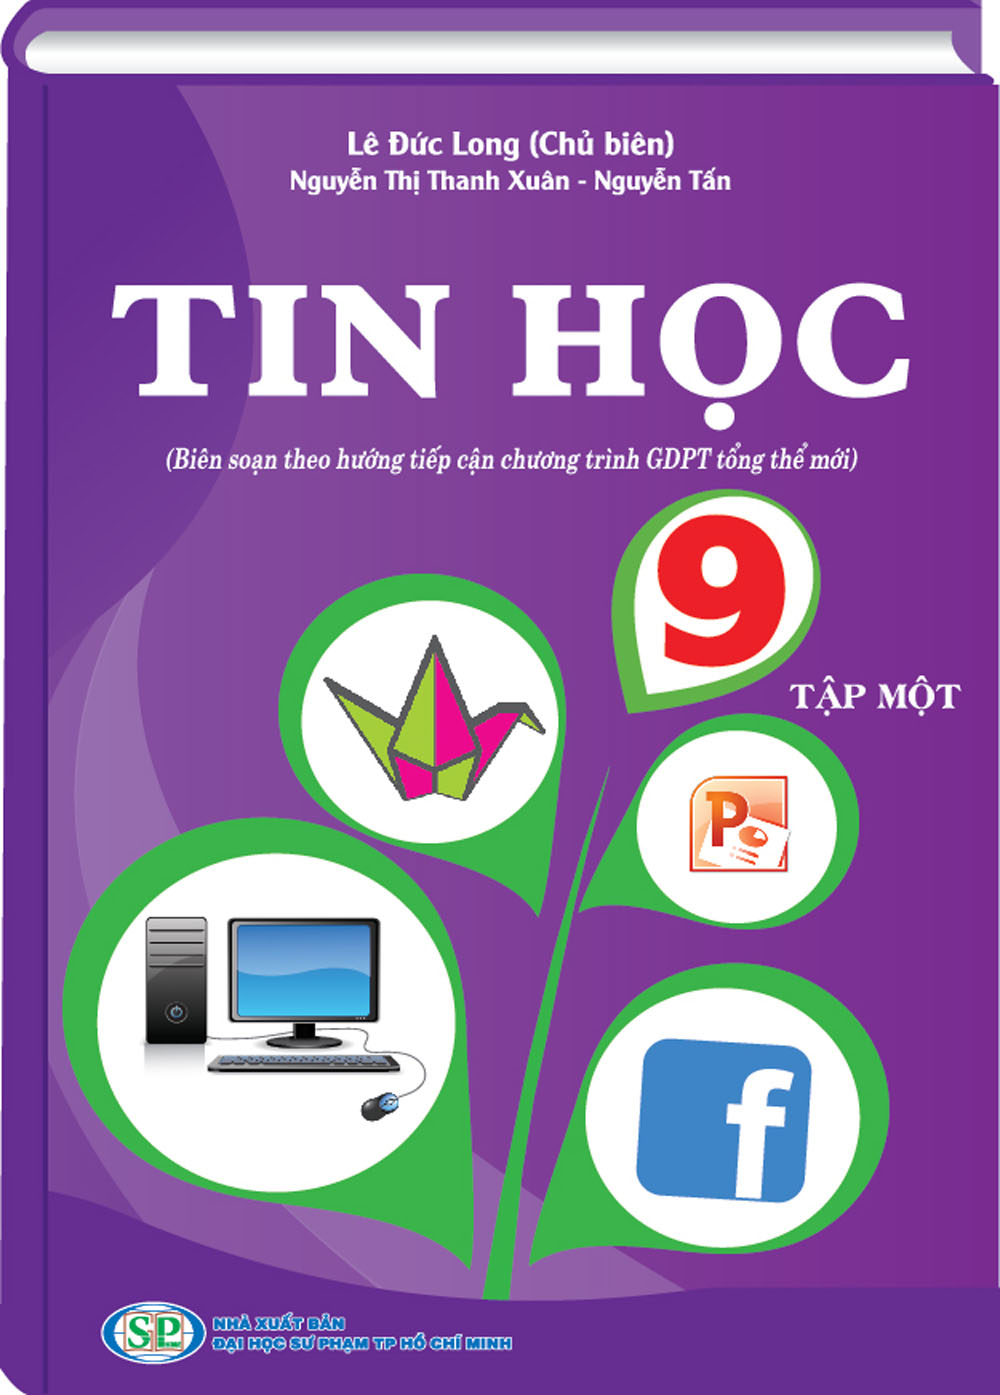 Lê Đức Long (Chủ biên)
Nguyễn Thị Thanh Xuân - Nguyễn Tấn
TIN HỌC
(Biên soạn theo hướng tiếp cận chương trình GDPT tổng thể mới)
9
TẬP MỘT
P
f
SP
NHÀ XUẤT BẢN
ĐẠI HỌC SƯ PHẠM TP HỒ CHÍ MINH